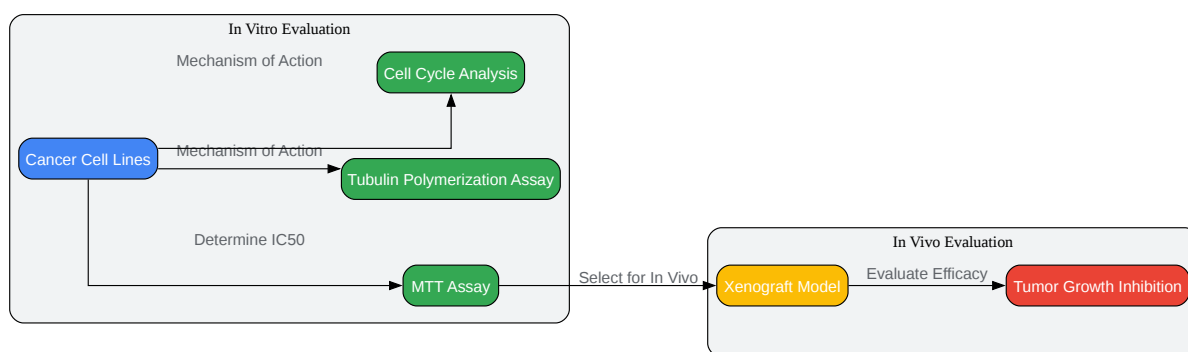 In Vitro Evaluation
Mechanism of Action
Cell Cycle Analysis
Cancer Cell Lines
Mechanism of Action
Tubulin Polymerization Assay
Determine IC50
MTT Assay
Select for In Vivo
In Vivo Evaluation
Xenograft Model
Evaluate Efficacy
Tumor Growth Inhibition